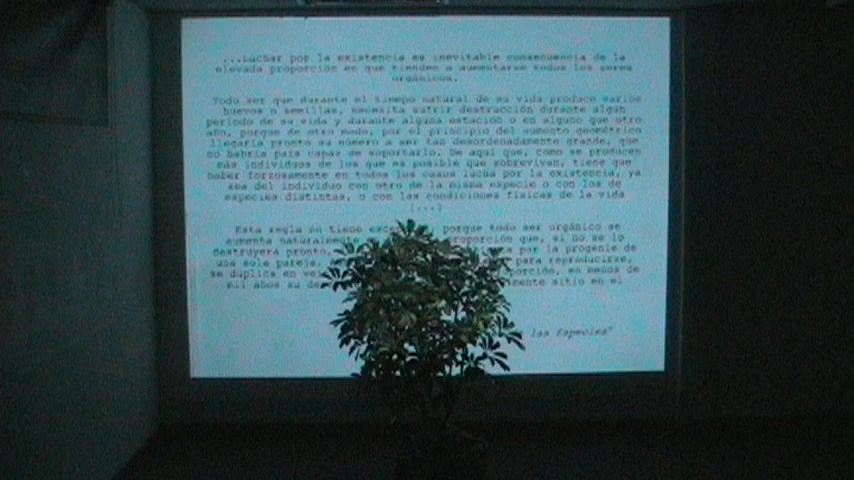 ...Luchar por la existencia es inevitable consecuencia de la
elevada proporción en que tienden a aumentarse todos los seres
orgánicos.
Todo ser que durante el tiempo natural de su vida produce varios
huevos o semillas, necesita sufrir destrucción durante algún
período de su vida y durante alguna estación o en alguno que otro
año, porque de otro modo, por el principio del aumento geométrico
llegaría pronto su número a ser tan desordenadamente grande, que
no habría país capaz de soportarlo. De aquí que, como se producen
más individuos de los que es posible que sobrevivan, tiene que
haber forzosamente en todos los casos lucha por la existencia, ya
sea del individuo con otro de la misma especie o con los de
especies distintas, o con las condiciones físicas de la vida
[...]
Esta regla no tiene porque todo ser orgánico se
aumenta naturalmente proporción que, si no se lo
destruyera pronto, por la progenie de
una sola pareja. para reproducirse,
se duplica en en menos de
mil años su sitio en el
las Especies"